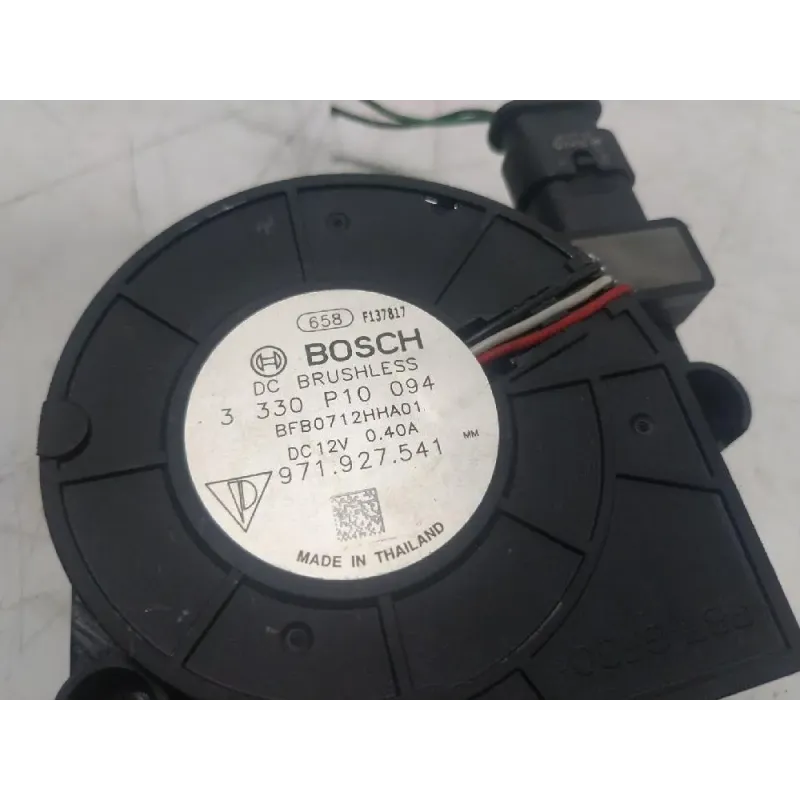 658 F137817
BOSCH
DC BRUSHLESS
3 330 P10 094
BFB0712HHA01
DC12V 0.40A
971.927.541 MM
MADE IN THAILAND